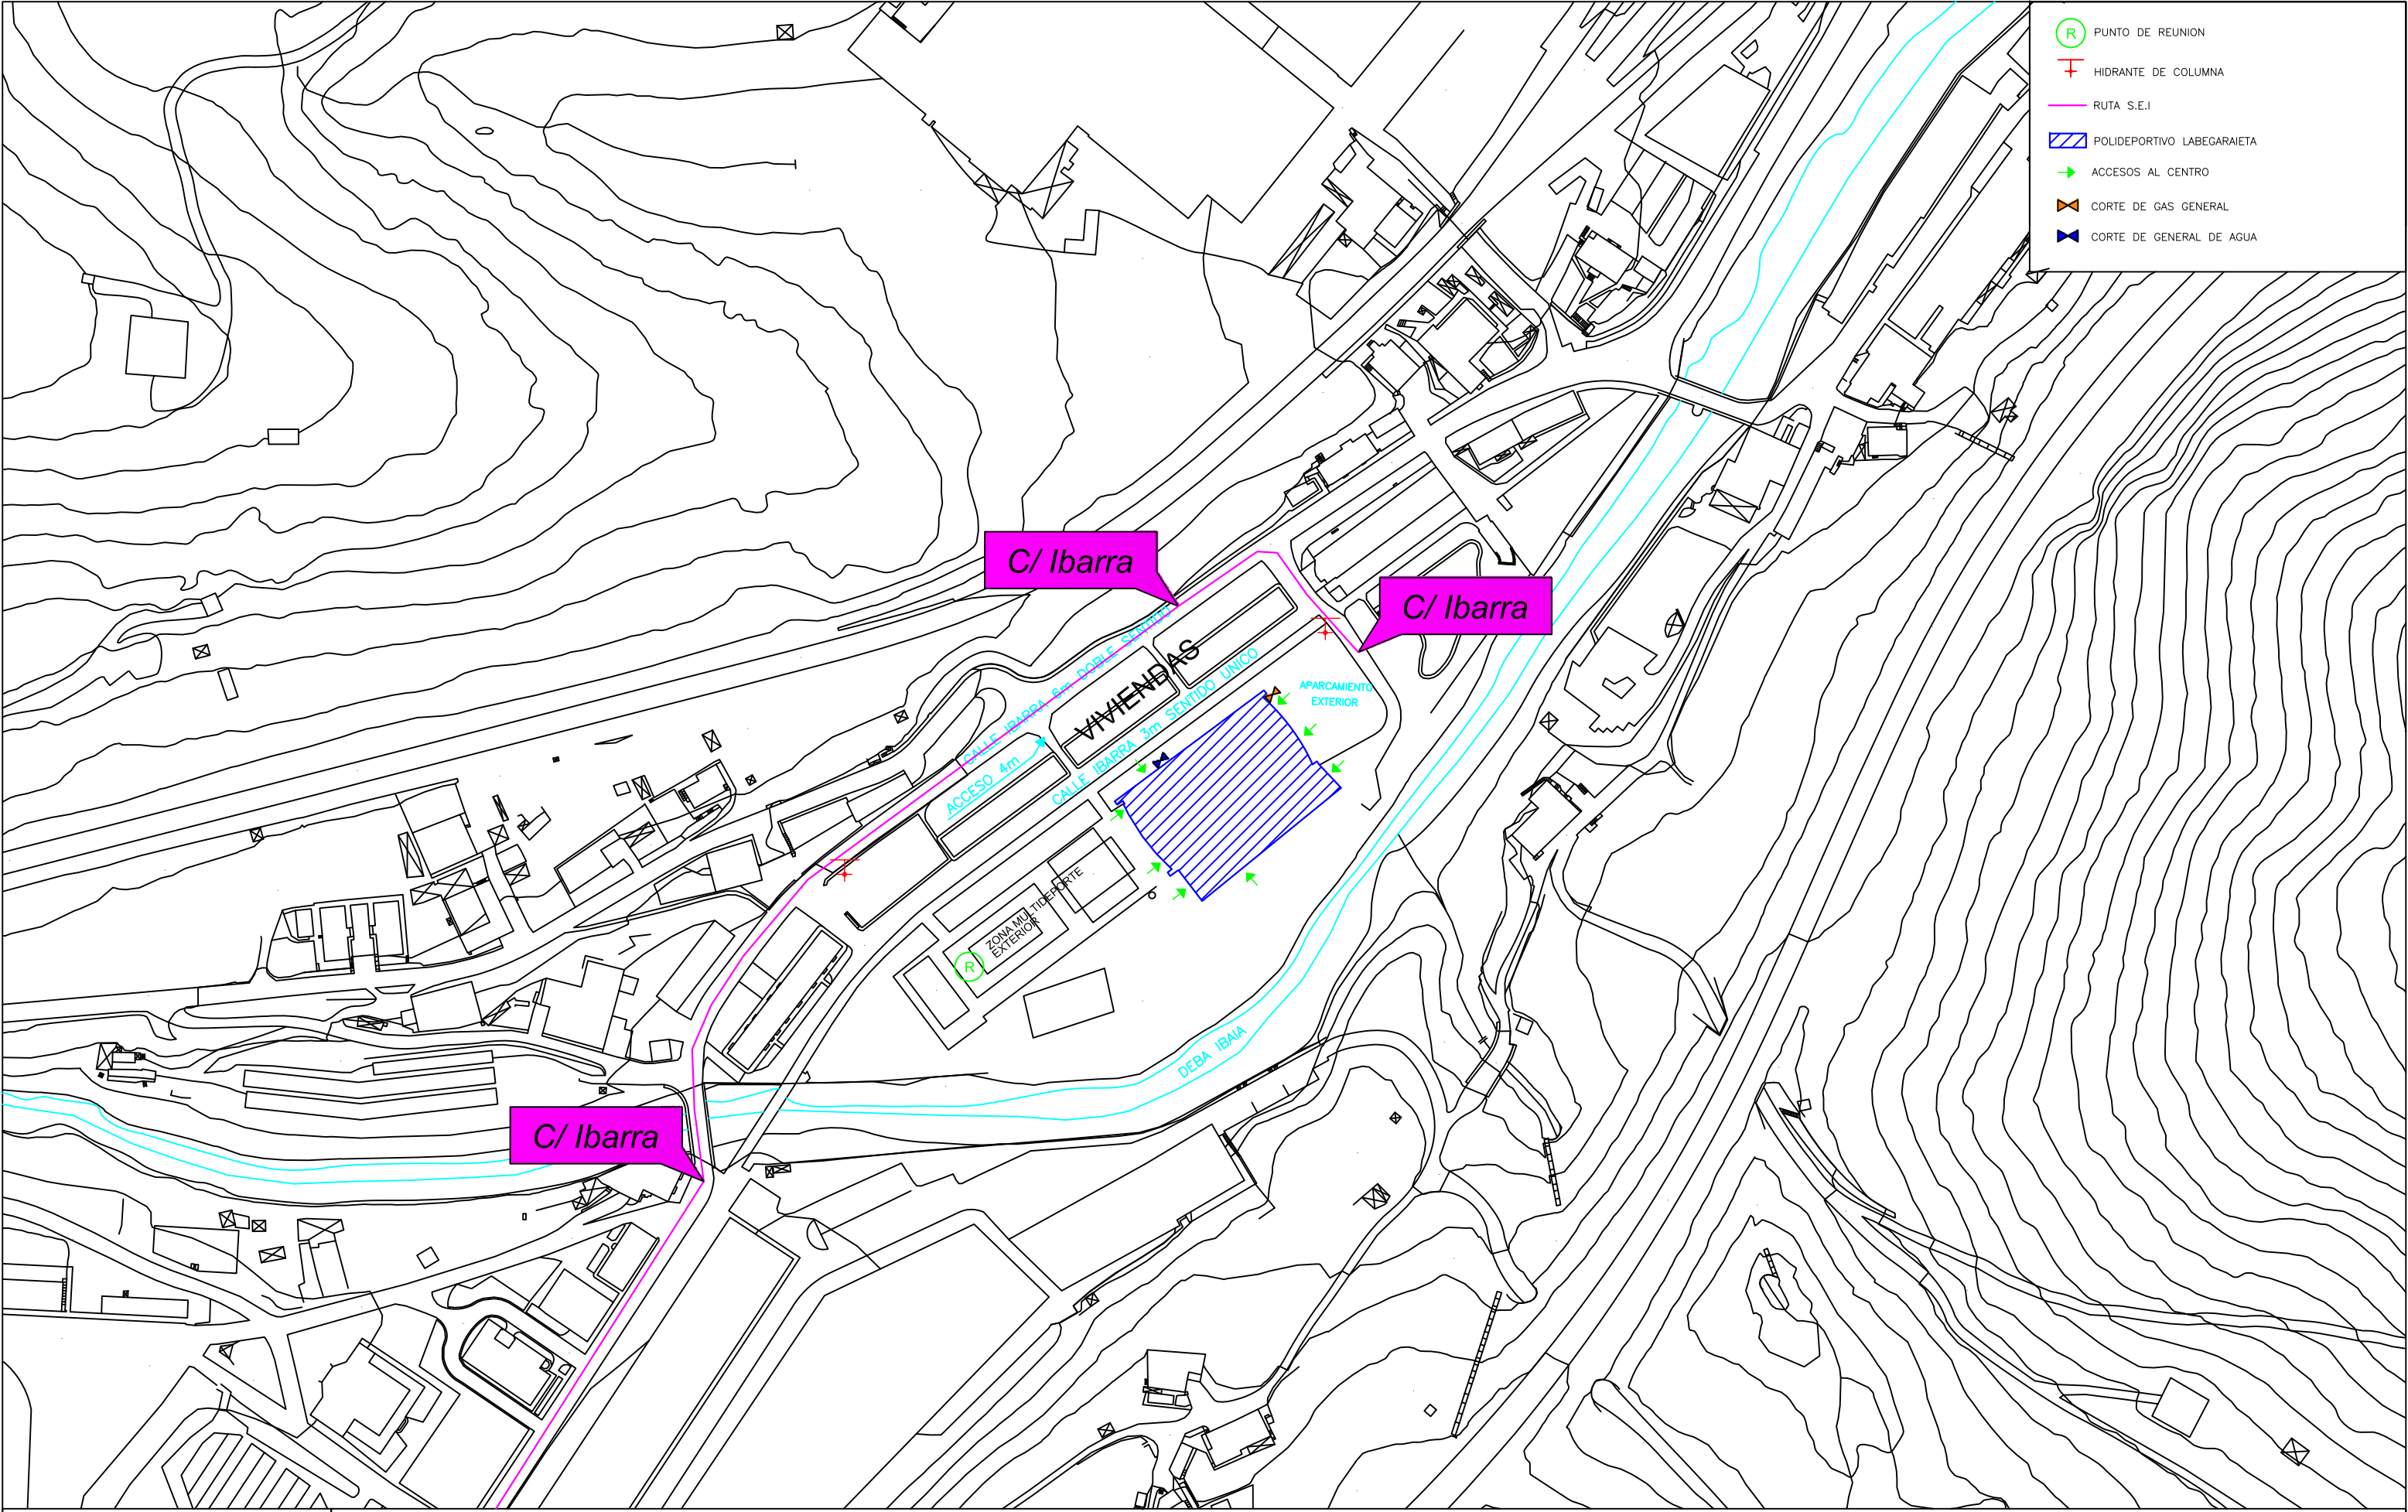 R PUNTO DE REUNION
HIDRANTE DE COLUMNA
RUTA S.E.I
POLIDEPORTIVO LABEGARAIETA
ACCESOS AL CENTRO
CORTE DE GAS GENERAL
CORTE DE GENERAL DE AGUA
C/ Ibarra
C/ Ibarra
CALLE IBARRA 6m DOBLE SENTIDO
VIVIENDAS
CALLE IBARRA 3m SENTIDO UNICO
APARCAMIENTO
EXTERIOR
ACCESO 4m
ZONA MULTIDEPORTE
EXTERIOR
R
DEBA IBAIA
C/ Ibarra